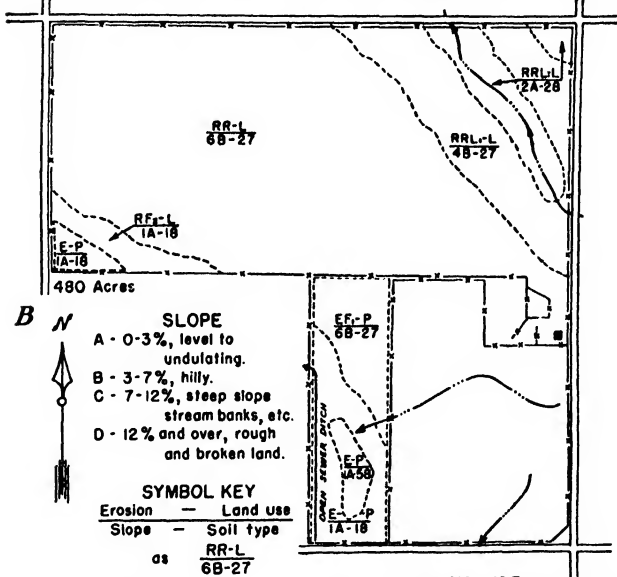 RRL₁-L
2A-28
RR-L
6B-27
RRL₁-L
4B-27
RF₂-L
1A-18
E-P
1A-18
480 Acres
B
N
SLOPE
A - 0-3%, level to
undulating.
B - 3-7%, hilly.
C - 7-12%, steep slope
stream banks, etc.
D - 12% and over, rough
and broken land.
EF₁-P
6B-27
OPEN SEWER DITCH
E-P
1A-58
E-P
1A-18
SYMBOL KEY
Erosion — Land use
Slope — Soil type
as RR-L
6B-27